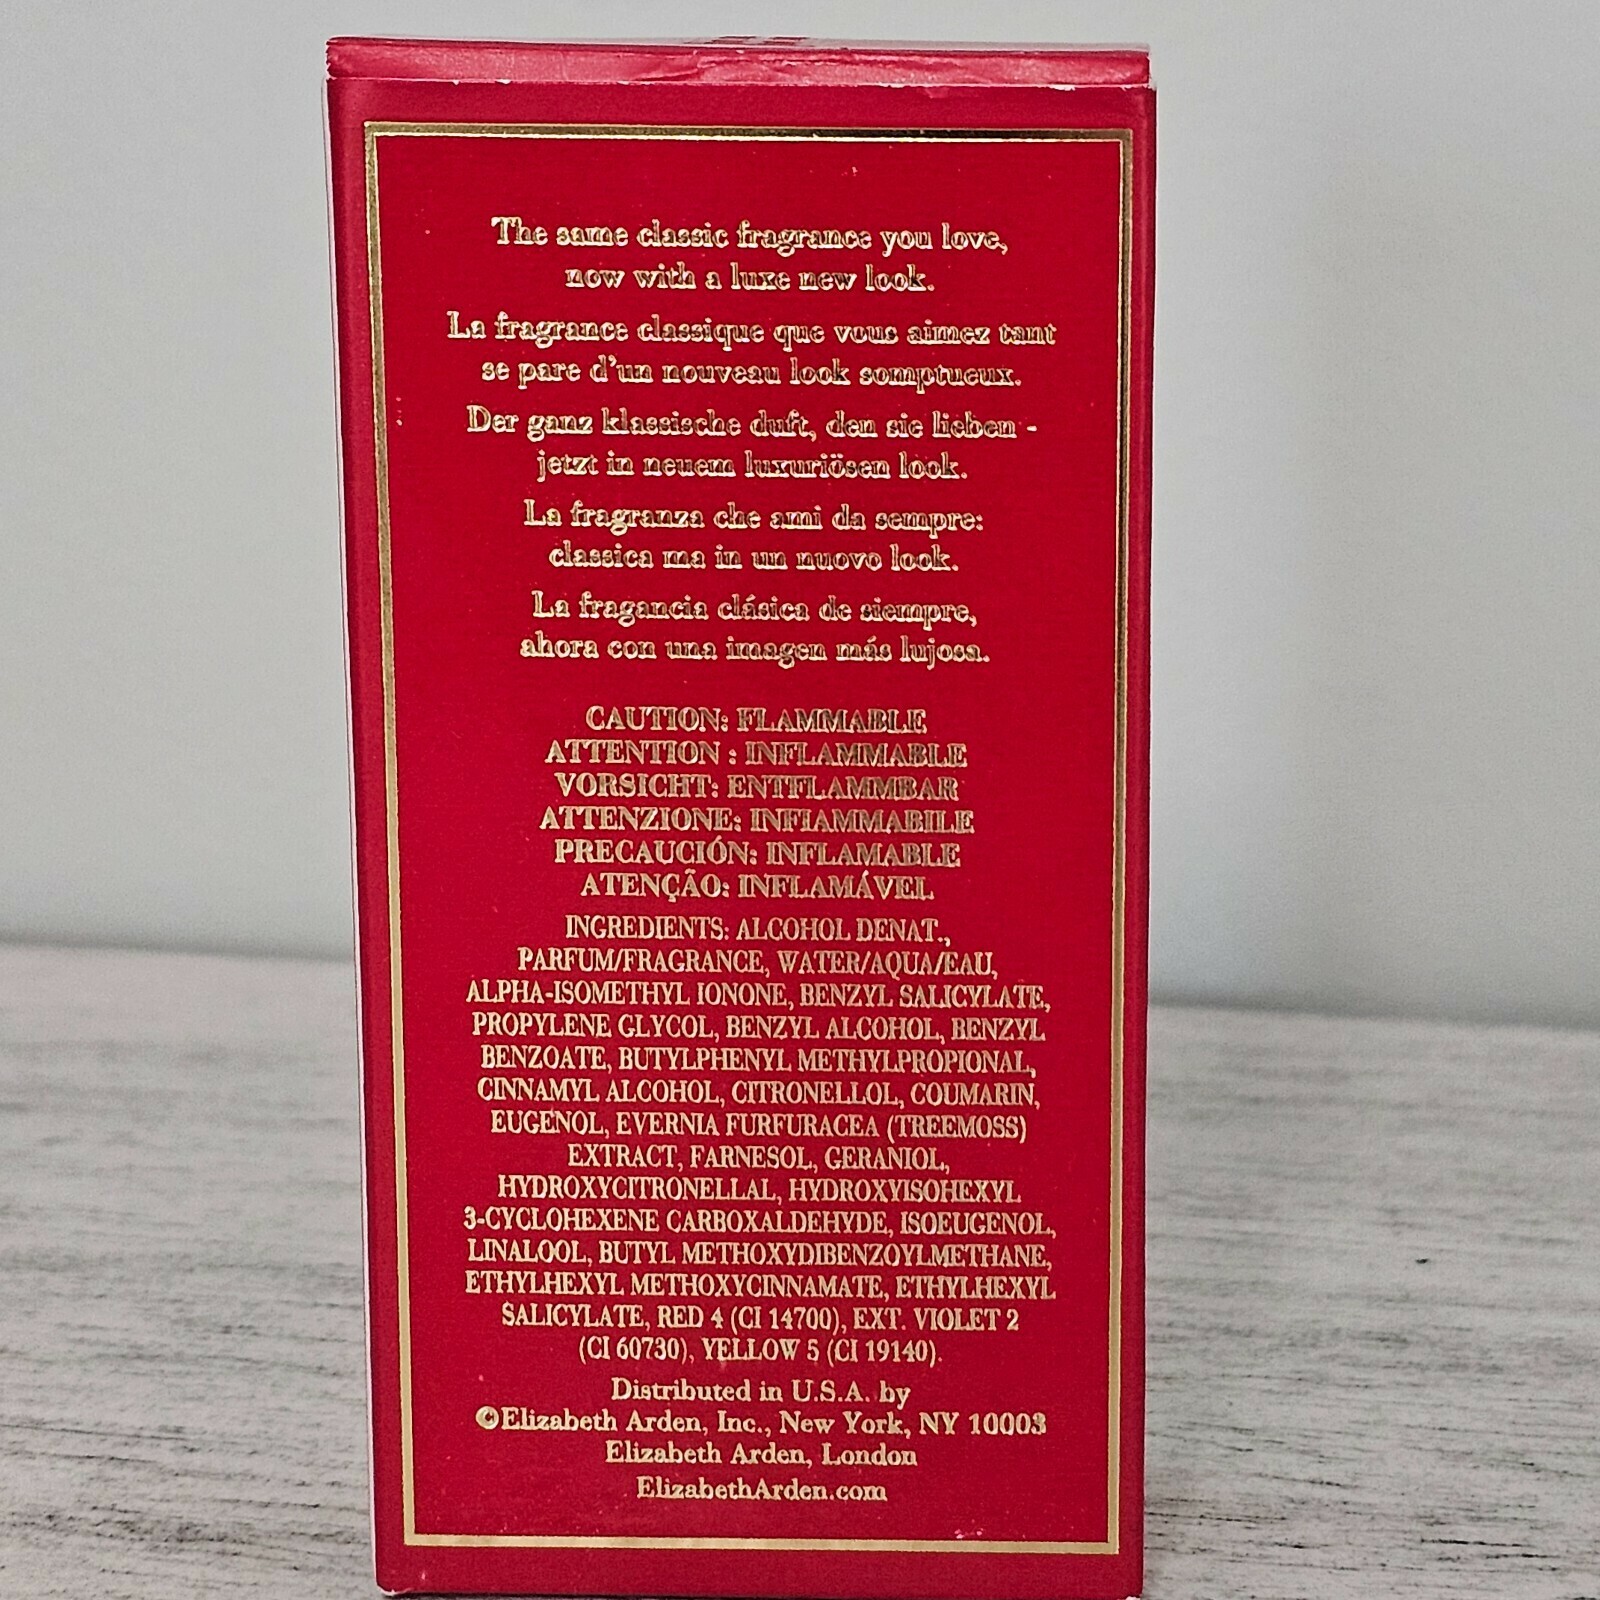 The same classic fragrance you love,
now with a luxe new look.
La fragrance classique que vous aimez tant
se pare d'un nouveau look somptueux.
Der ganz klassische duft, den sie lieben -
jetzt in neuem luxuriösen look.
La fragranza che ami da sempre:
classica ma in un nuovo look.
La fragancia clásica de siempre,
ahora con una imagen más lujosa.
CAUTION: FLAMMABLE
ATTENTION : INFLAMMABLE
VORSICHT: ENTFLAMMBAR
ATTENZIONE: INFIAMMABILE
PRECAUCIÓN: INFLAMABLE
ATENÇÃO: INFLAMÁVEL
INGREDIENTS: ALCOHOL DENAT.,
PARFUM/FRAGRANCE, WATER/AQUA/EAU,
ALPHA-ISOMETHYL IONONE, BENZYL SALICYLATE,
PROPYLENE GLYCOL, BENZYL ALCOHOL, BENZYL
BENZOATE, BUTYLPHENYL METHYLPROPIONAL,
CINNAMYL ALCOHOL, CITRONELLOL, COUMARIN,
EUGENOL, EVERNIA FURFURACEA (TREEMOSS)
EXTRACT, FARNESOL, GERANIOL,
HYDROXYCITRONELLAL, HYDROXYISOHEXYL
3-CYCLOHEXENE CARBOXALDEHYDE, ISOEUGENOL,
LINALOOL, BUTYL METHOXYDIBENZOYLMETHANE,
ETHYLHEXYL METHOXYCINNAMATE, ETHYLHEXYL
SALICYLATE, RED 4 (CI 14700), EXT. VIOLET 2
(CI 60730), YELLOW 5 (CI 19140).
Distributed in U.S.A. by
©Elizabeth Arden, Inc., New York, NY 10003
Elizabeth Arden, London
ElizabethArden.com